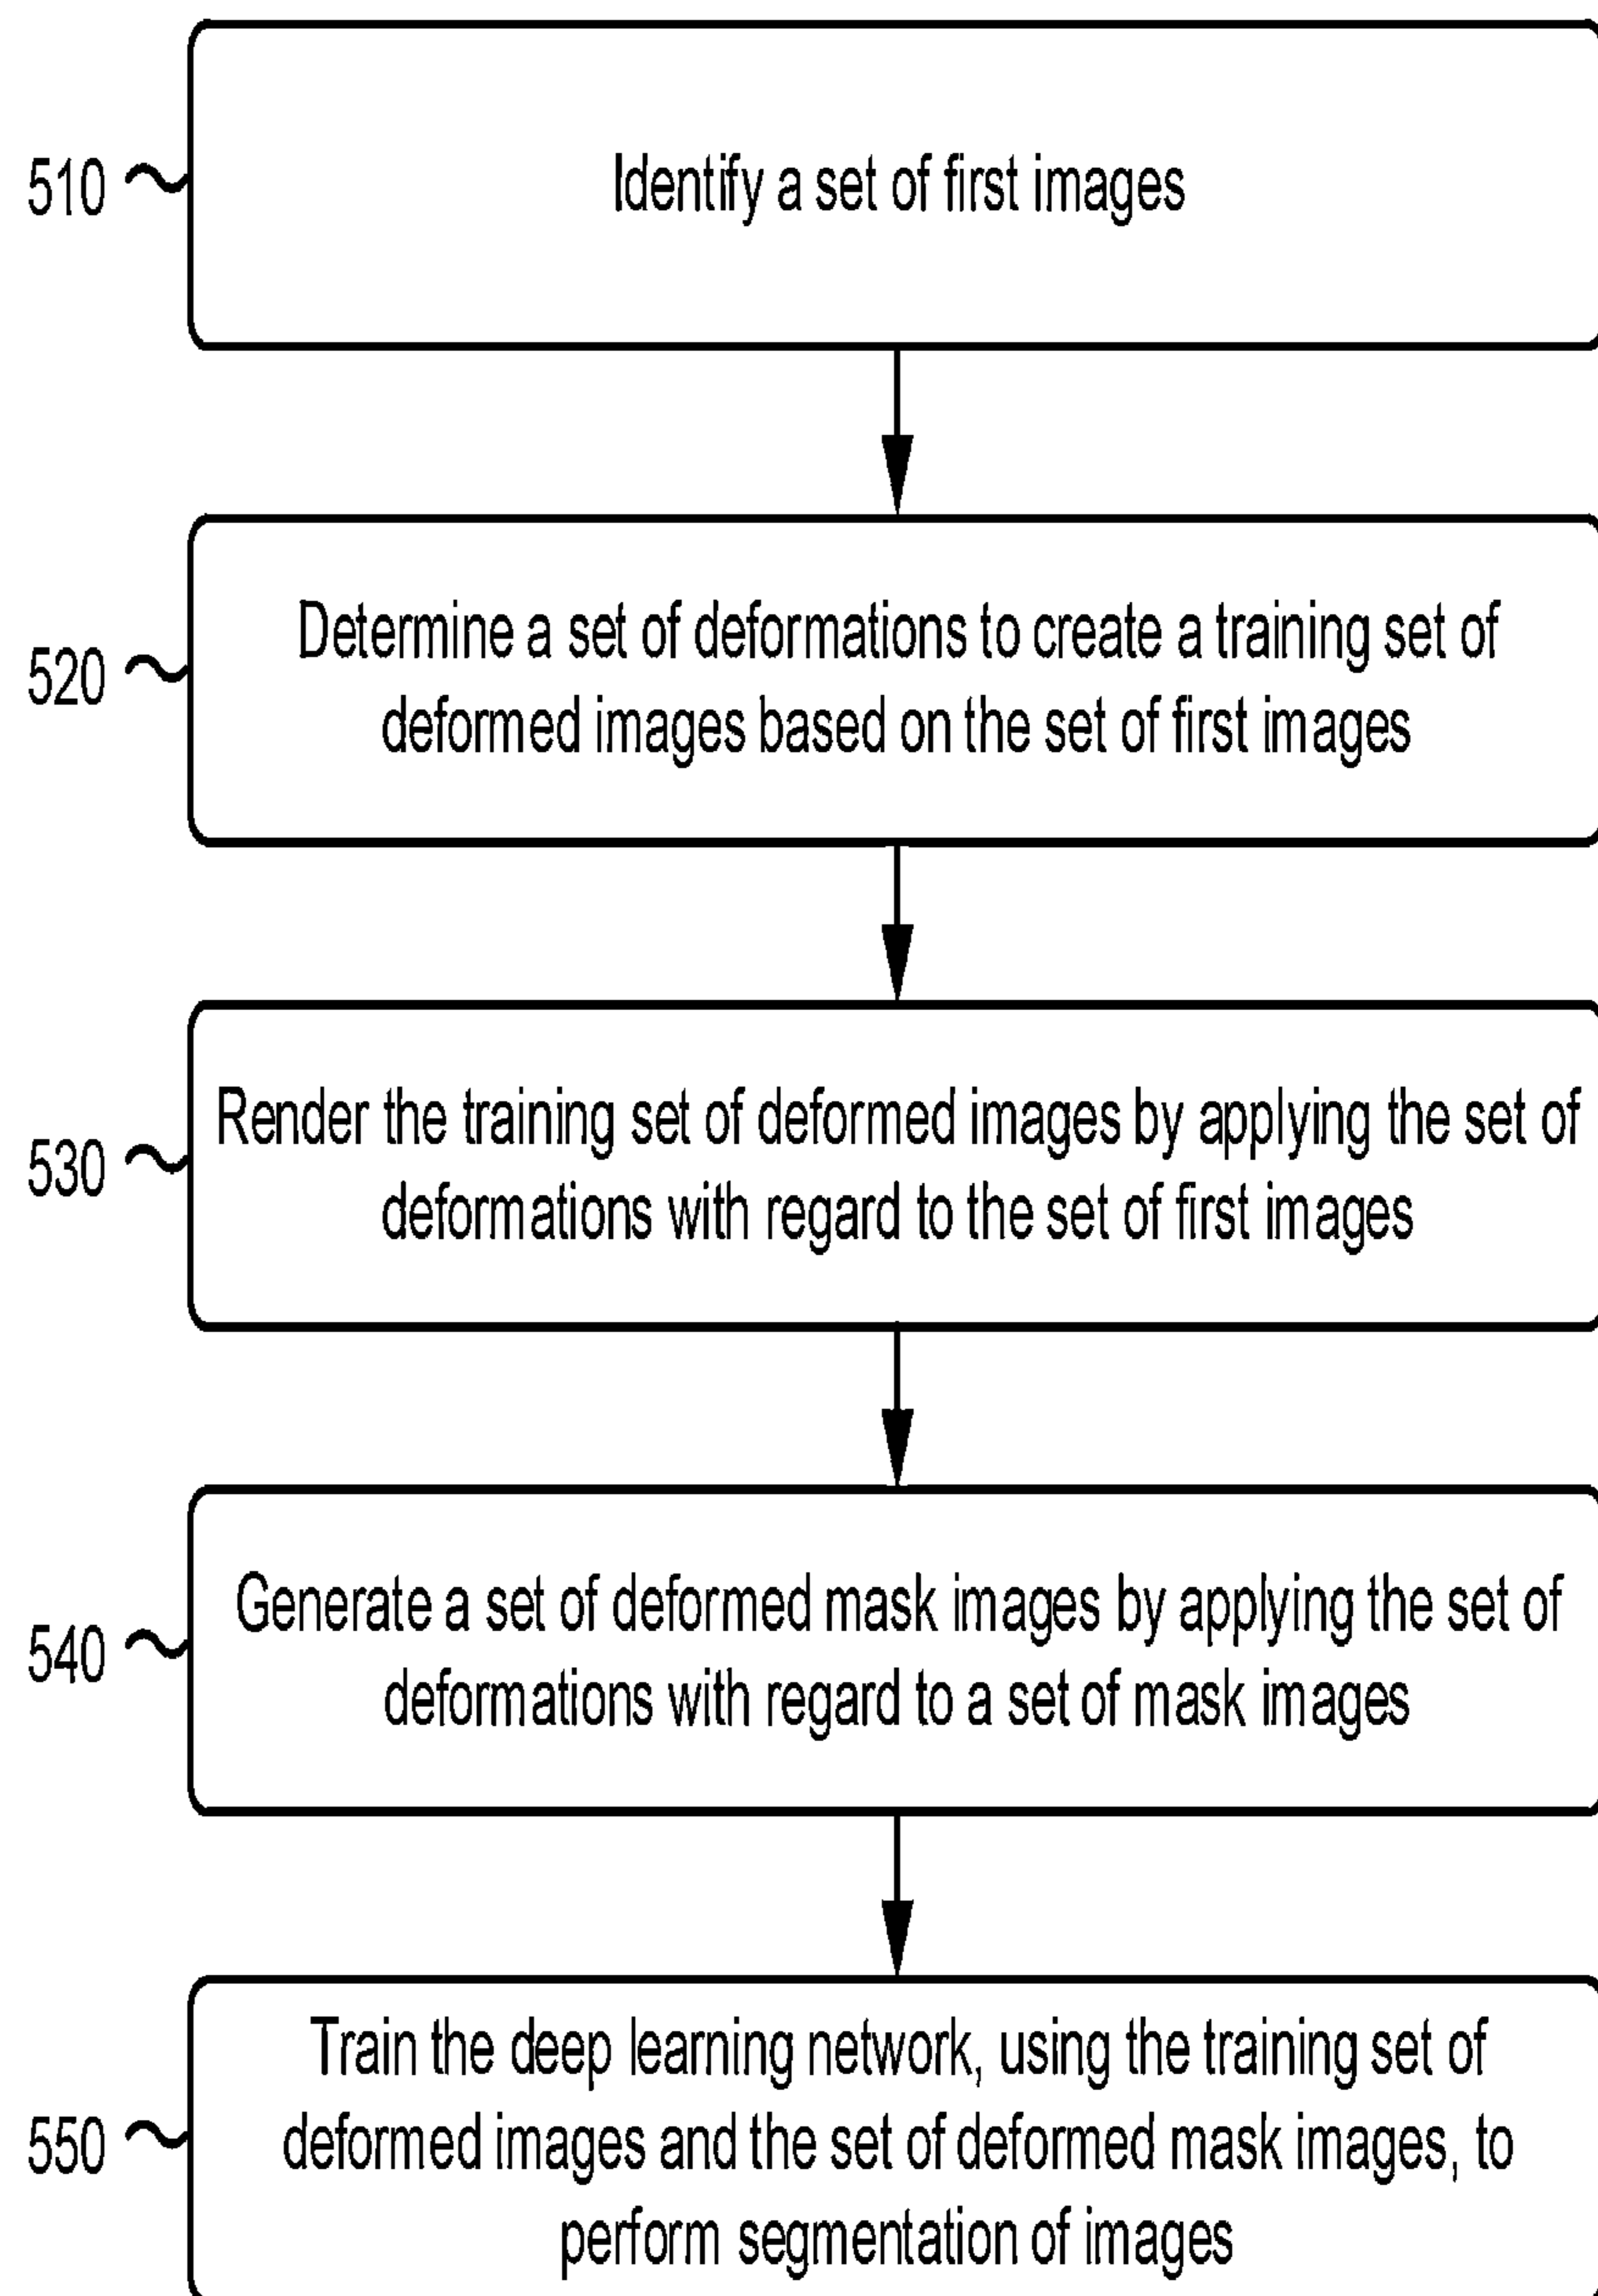 510
Identify a set of first images
520
Determine a set of deformations to create a training set of
deformed images based on the set of first images
530
Render the training set of deformed images by applying the set of
deformations with regard to the set of first images
540
Generate a set of deformed mask images by applying the set of
deformations with regard to a set of mask images
550
Train the deep learning network, using the training set of
deformed images and the set of deformed mask images, to
perform segmentation of images